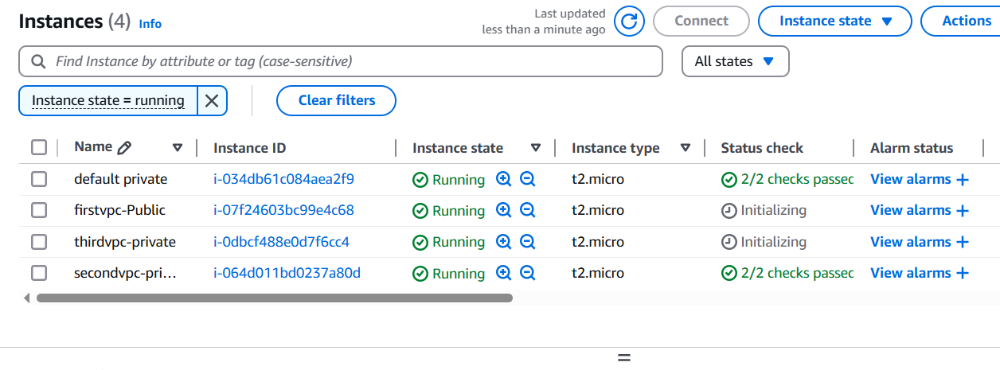 Instances (4) Info
Last updated
less than a minute ago
Connect
Instance state
Actions
Find Instance by attribute or tag (case-sensitive)
All states
Instance state = running
Clear filters
Name Instance ID Instance state Instance type Status check Alarm status
default private i-034db61c084aea2f9 Running t2.micro 2/2 checks passec View alarms +
firstvpc-Public i-07f24603bc99e4c68 Running t2.micro Initializing View alarms +
thirdvpc-private i-0dbcf488e0d7f6cc4 Running t2.micro Initializing View alarms +
secondvpc-pri... i-064d011bd0237a80d Running t2.micro 2/2 checks passec View alarms +